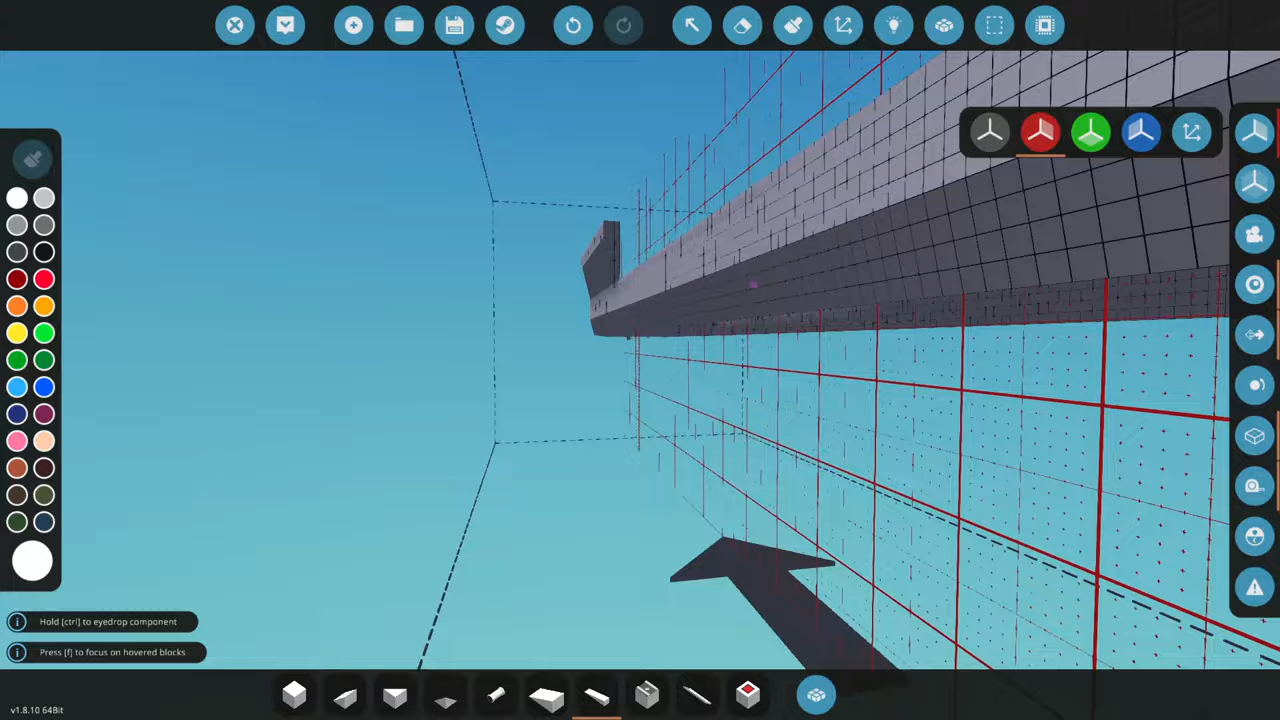 Hold [ctrl] to eyedrop component
Press [f] to focus on hovered blocks
v1.8.10 64Bit